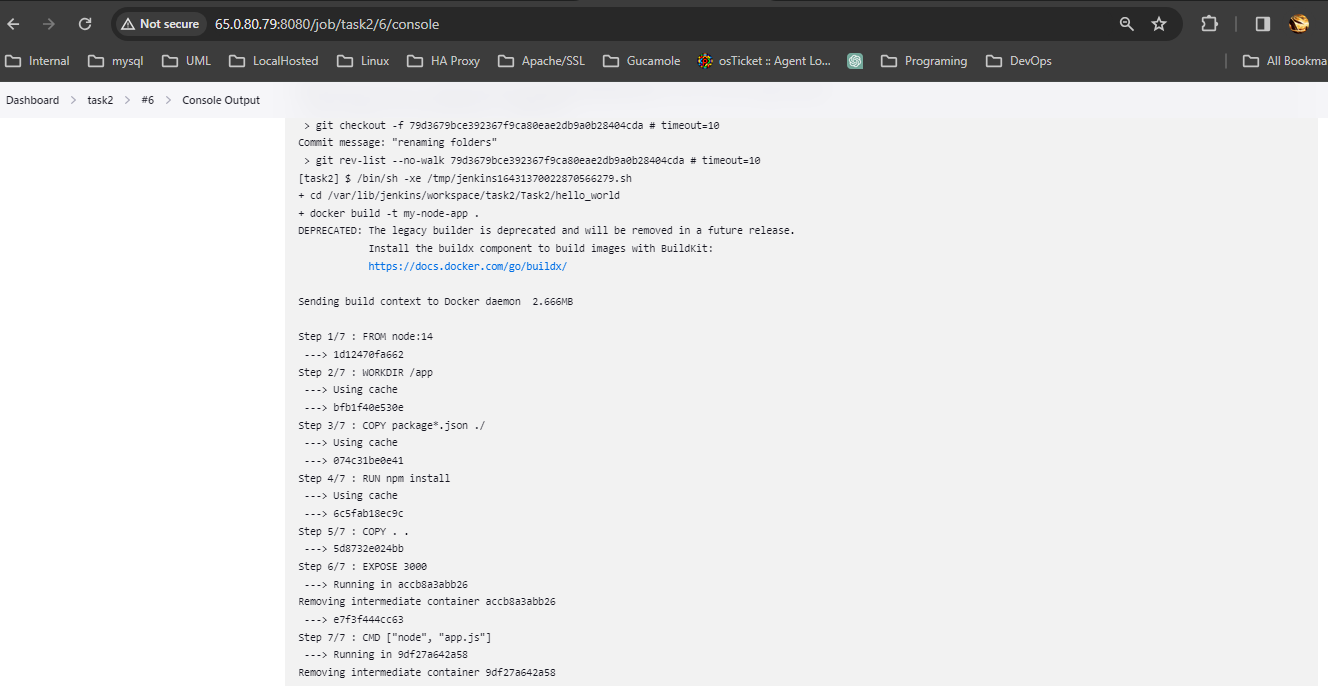 Not secure 65.0.80.79:8080/job/task2/6/console
Internal mysql UML LocalHosted Linux HA Proxy Apache/SSL Gucamole osTicket :: Agent Lo... Programing DevOps All Bookma
Dashboard > task2 > #6 > Console Output
> git checkout -f 79d3679bce392367f9ca80eae2db9a0b28404cda # timeout=10
Commit message: "renaming folders"
> git rev-list --no-walk 79d3679bce392367f9ca80eae2db9a0b28404cda # timeout=10
[task2] $ /bin/sh -xe /tmp/jenkins16431370022870566279.sh
+ cd /var/lib/jenkins/workspace/task2/Task2/hello_world
+ docker build -t my-node-app .
DEPRECATED: The legacy builder is deprecated and will be removed in a future release.
Install the buildx component to build images with BuildKit:
https://docs.docker.com/go/buildx/
Sending build context to Docker daemon  2.666MB
Step 1/7 : FROM node:14
---> 1d12470fa662
Step 2/7 : WORKDIR /app
---> Using cache
---> bfb1f40e530e
Step 3/7 : COPY package*.json ./
---> Using cache
---> 074c31be0e41
Step 4/7 : RUN npm install
---> Using cache
---> 6c5fab18ec9c
Step 5/7 : COPY . .
---> 5d8732e024bb
Step 6/7 : EXPOSE 3000
---> Running in accb8a3abb26
Removing intermediate container accb8a3abb26
---> e7f3f444cc63
Step 7/7 : CMD ["node", "app.js"]
---> Running in 9df27a642a58
Removing intermediate container 9df27a642a58